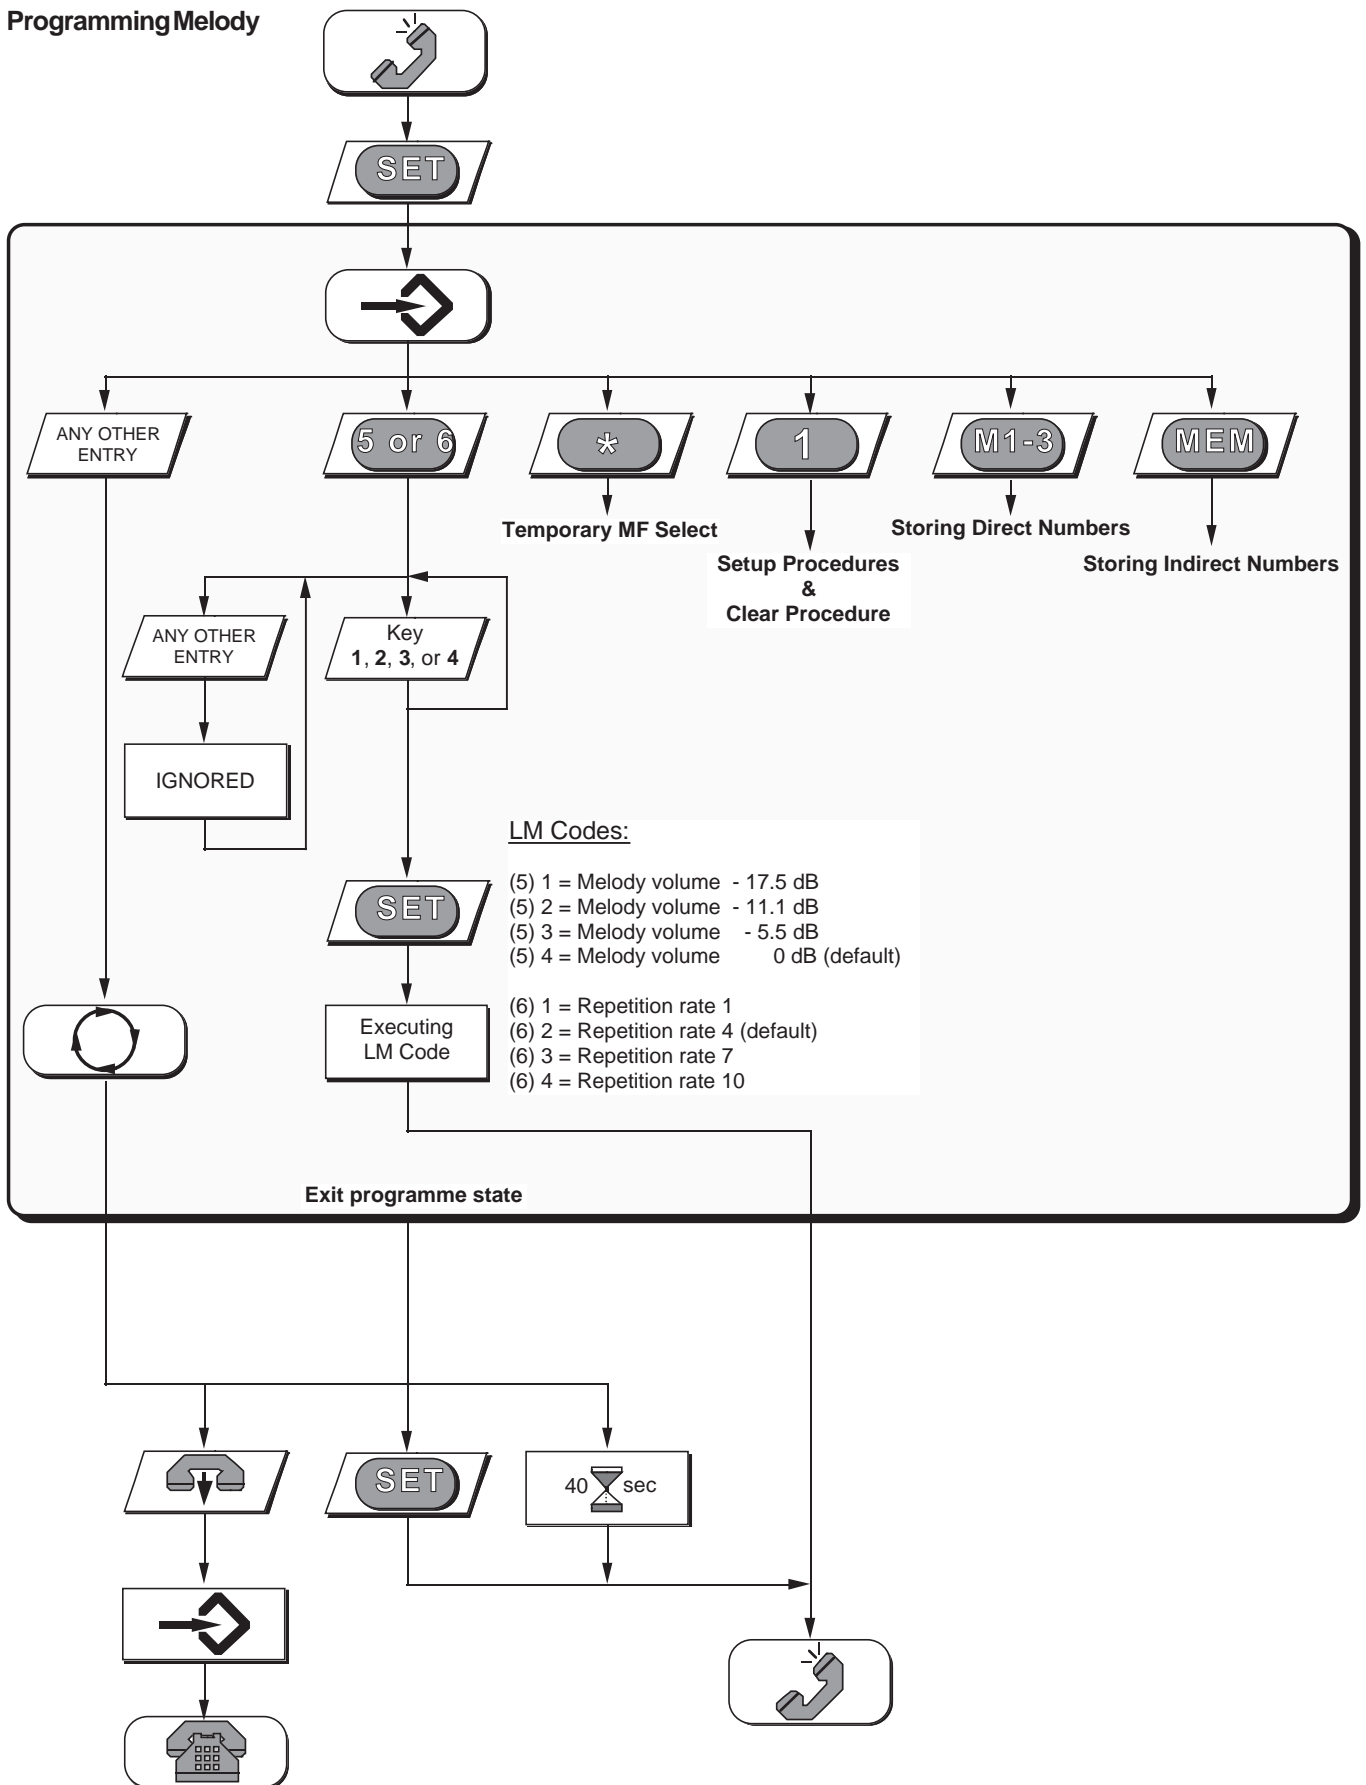 Programming Melody
SET
ANY OTHER
ENTRY
5 or 6
*
1
M1-3
MEM
Temporary MF Select
Setup Procedures
&
Clear Procedure
Storing Direct Numbers
Storing Indirect Numbers
ANY OTHER
ENTRY
Key
1, 2, 3, or 4
IGNORED
LM Codes:
(5) 1 = Melody volume - 17.5 dB
(5) 2 = Melody volume - 11.1 dB
(5) 3 = Melody volume - 5.5 dB
(5) 4 = Melody volume 0 dB (default)
(6) 1 = Repetition rate 1
(6) 2 = Repetition rate 4 (default)
(6) 3 = Repetition rate 7
(6) 4 = Repetition rate 10
SET
Executing
LM Code
Exit programme state
SET
40 sec